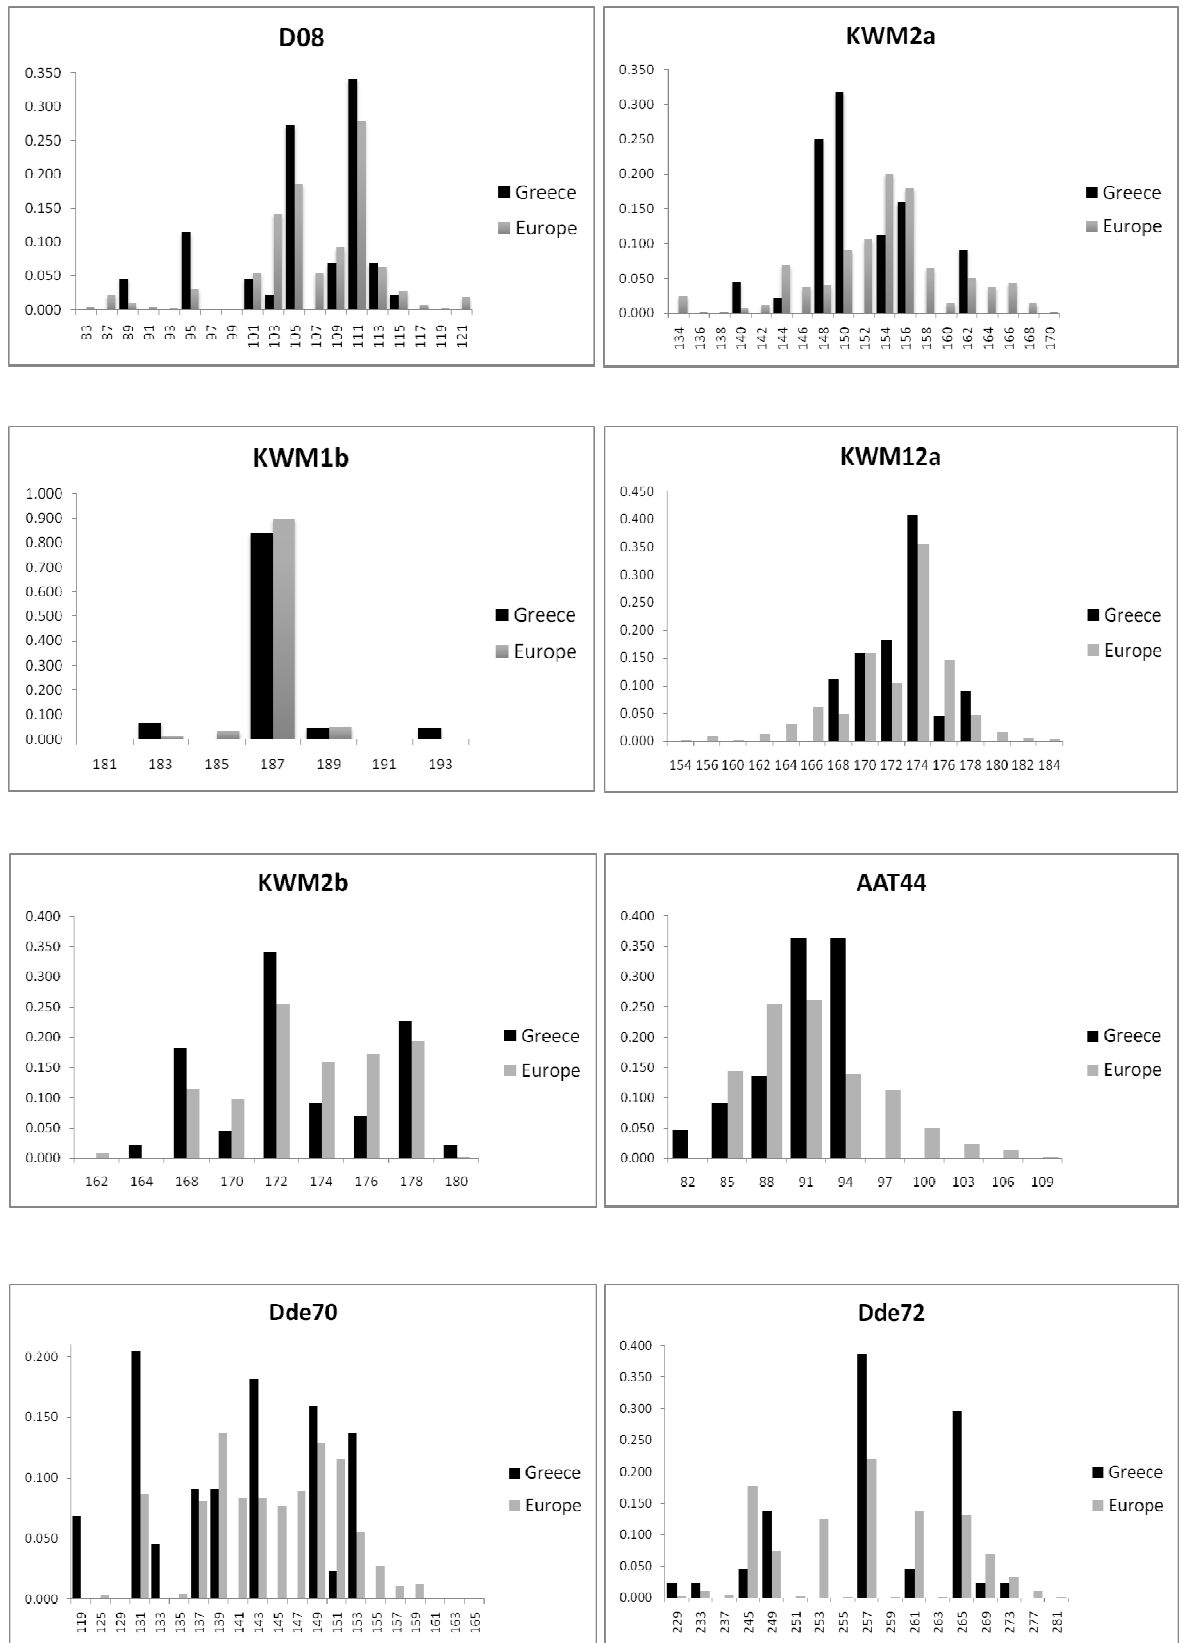 D08
0.350
0.300
0.250
0.200
0.150
0.100
0.050
0.000
83 87 89 91 93 95 97 99 101 103 105 107 109 111 113 115 117 119 121
Greece
Europe
KWM2a
0.350
0.300
0.250
0.200
0.150
0.100
0.050
0.000
134 136 138 140 142 144 146 148 150 152 154 156 158 160 162 164 166 168 170
Greece
Europe
KWM1b
1.000
0.900
0.800
0.700
0.600
0.500
0.400
0.300
0.200
0.100
0.000
181 183 185 187 189 191 193
Greece
Europe
KWM12a
0.450
0.400
0.350
0.300
0.250
0.200
0.150
0.100
0.050
0.000
154 156 160 162 164 166 168 170 172 174 176 178 180 182 184
Greece
Europe
KWM2b
0.400
0.350
0.300
0.250
0.200
0.150
0.100
0.050
0.000
162 164 168 170 172 174 176 178 180
Greece
Europe
AAT44
0.400
0.350
0.300
0.250
0.200
0.150
0.100
0.050
0.000
82 85 88 91 94 97 100 103 106 109
Greece
Europe
Dde70
0.200
0.150
0.100
0.050
0.000
119 125 129 131 133 135 137 139 141 143 145 147 149 151 153 155 157 159 161 163 165
Greece
Europe
Dde72
0.400
0.350
0.300
0.250
0.200
0.150
0.100
0.050
0.000
229 233 237 245 249 251 253 255 257 259 261 263 265 269 273 277 281
Greece
Europe